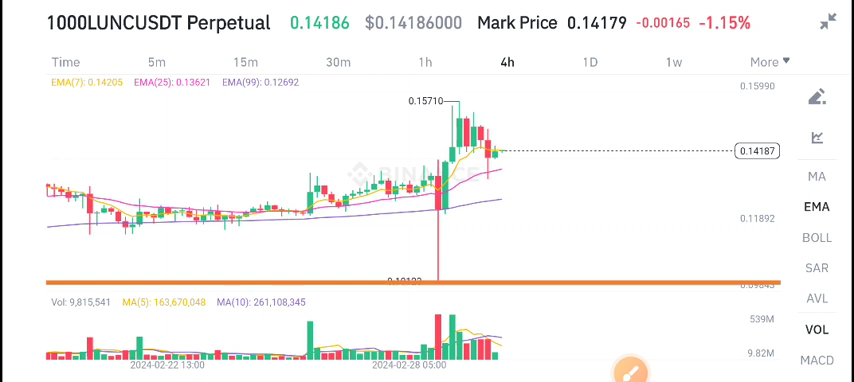 1000LUNCUSDT Perpetual 0.14186 $0.14186000 Mark Price 0.14179 -0.00165 -1.15%
Time 5m 15m 30m 1h 4h 1D 1w More
EMA(7): 0.14205 EMA(25): 0.13621 EMA(99): 0.12692
0.15990
0.15710
0.14187
BINANCE
MA
EMA
0.11892
BOLL
SAR
Vol: 9,815,541 MA(5): 163,670,048 MA(10): 261,108,345
AVL
539M
VOL
9.82M
MACD
2024-02-22 13:00 2024-02-28 05:00